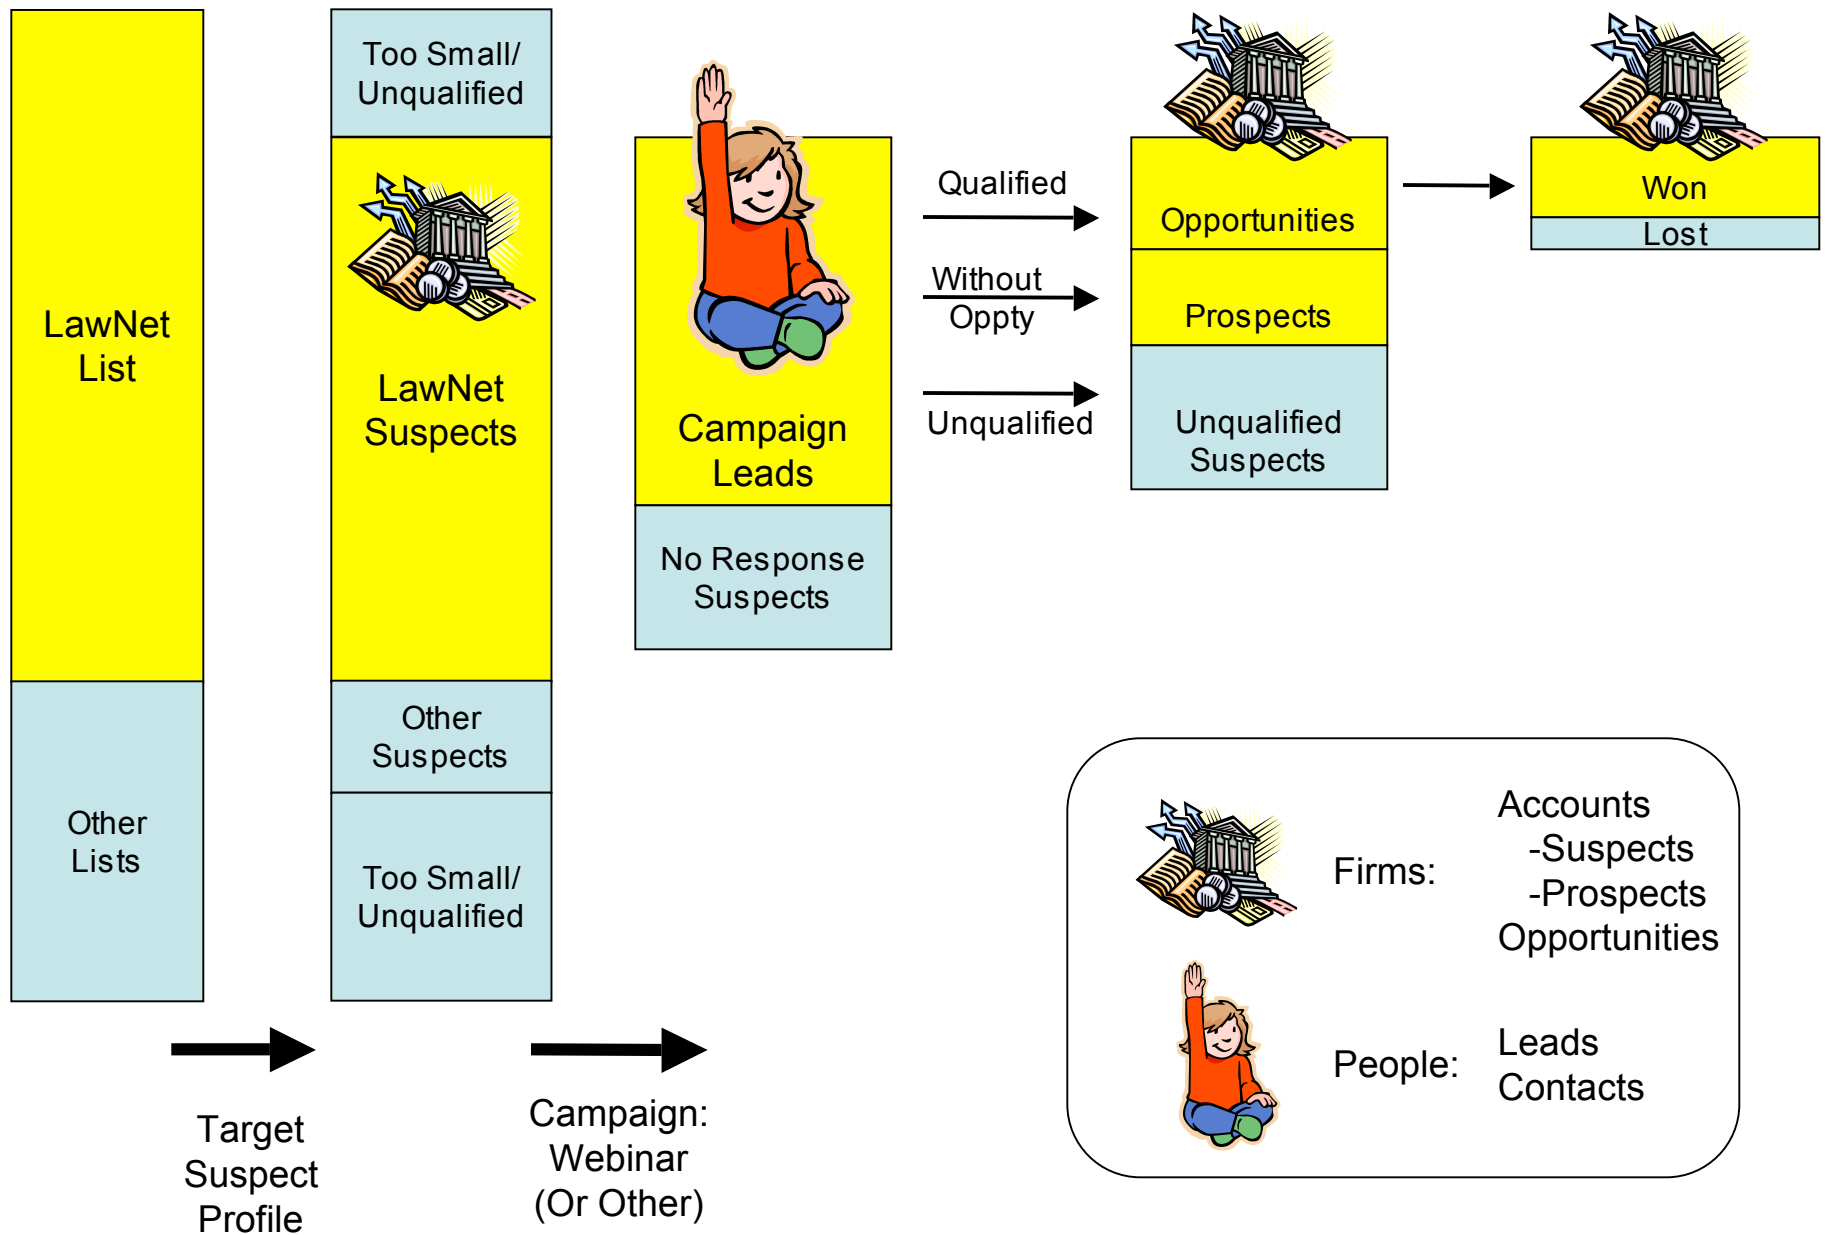 LawNet
List
Other
Lists
Target
Suspect
Profile
Too Small/
Unqualified
LawNet
Suspects
Other
Suspects
Too Small/
Unqualified
Campaign:
Webinar
(Or Other)
Campaign
Leads
No Response
Suspects
Qualified
Without
Oppty
Unqualified
Opportunities
Prospects
Unqualified
Suspects
Won
Lost
Firms:
Accounts
-Suspects
-Prospects
Opportunities
People:
Leads
Contacts